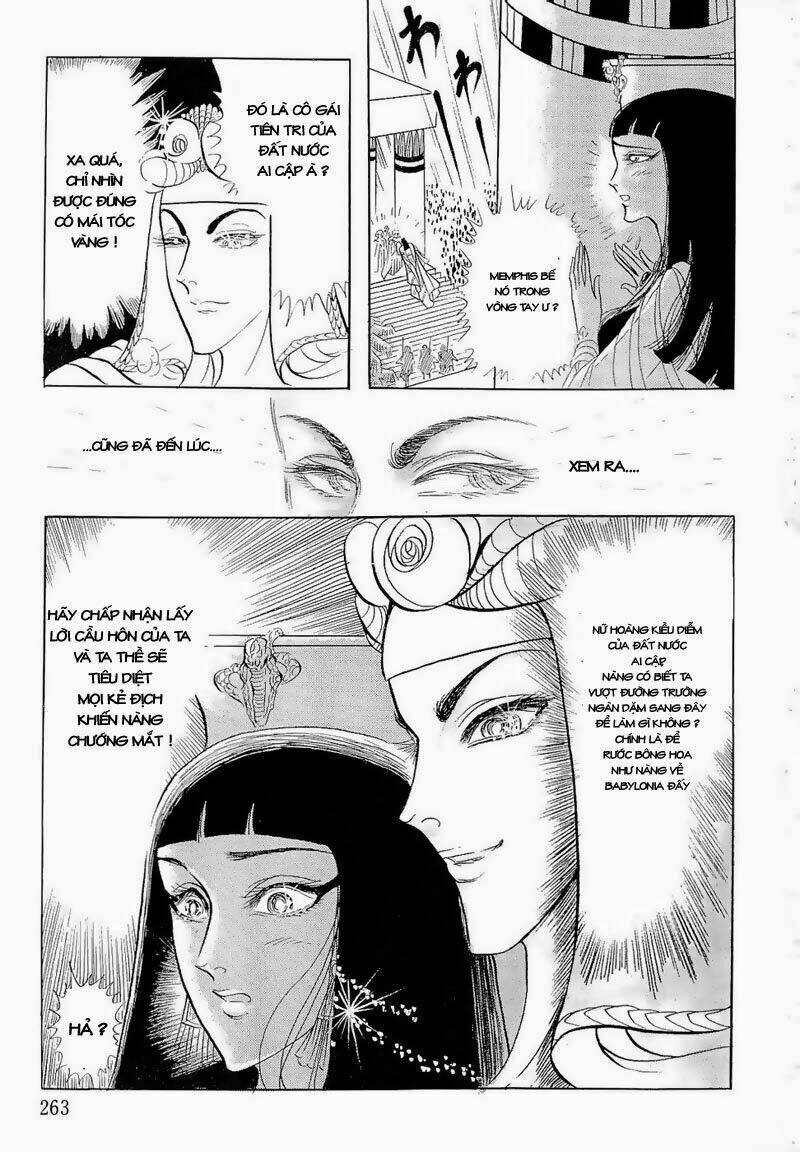 わ
わ
MEMPHIS BẾ
NÓ TRONG
VÒNG TAY Ư ?
ĐÓ LÀ CÔ GÁI
TIÊN TRI CỦA
ĐẤT NƯỚC
AI CẬP À ?
XA QUÁ,
CHỈ NHÌN
ĐƯỢC ĐÚNG
CÓ MÁI TÓC
VÀNG !
XEM RA....
...CŨNG ĐÃ ĐẾN LÚC....
NỮ HOÀNG KIỀU DIỄM
CỦA ĐẤT NƯỚC
AI CẬP
NÀNG CÓ BIẾT TA
VƯỢT ĐƯỜNG TRƯỜNG
NGÀN DẶM SANG ĐÂY
ĐỂ LÀM GÌ KHÔNG ?
CHÍNH LÀ ĐỂ
RƯỚC BÔNG HOA
NHƯ NÀNG VỀ
BABYLONIA ĐẤY
HÃY CHẤP NHẬN LẤY
LỜI CẦU HÔN CỦA TA
VÀ TA THỀ SẼ
TIÊU DIỆT
MỌI KẺ ĐỊCH
KHIẾN NÀNG
CHƯỚNG MẮT !
HẢ ?
263